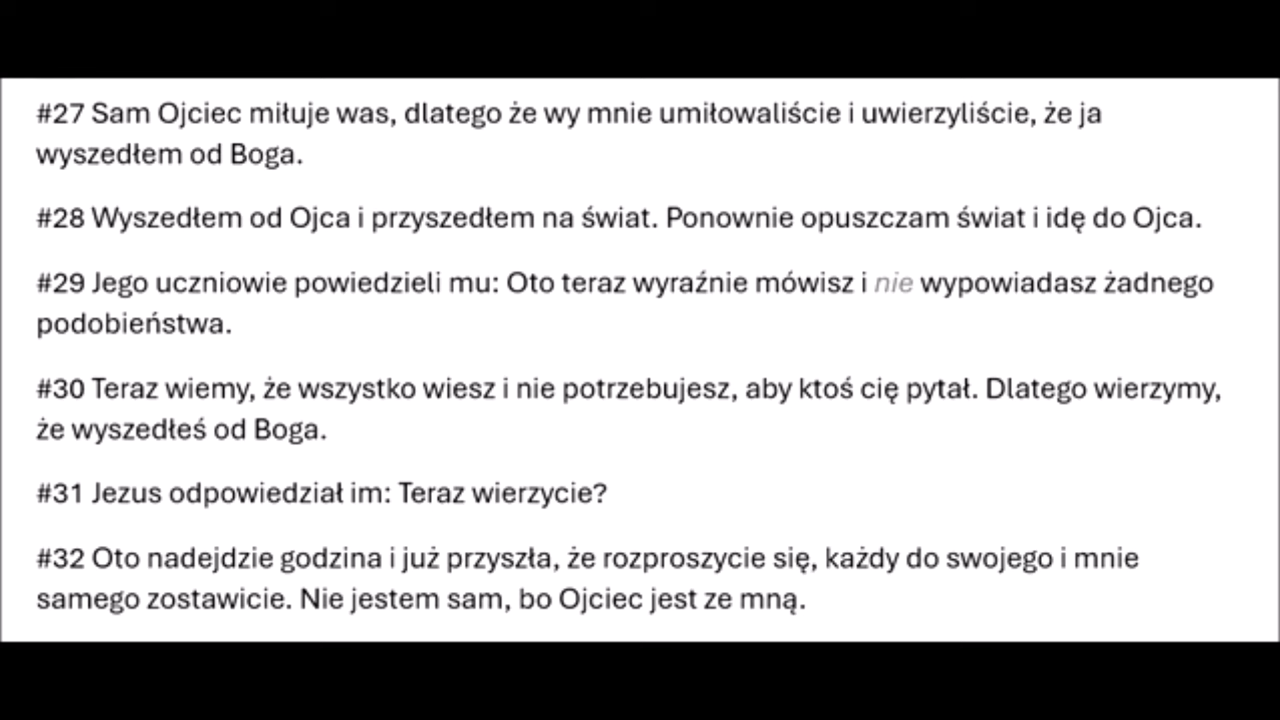 #27 Sam Ojciec miłuje was, dlatego że wy mnie umiłowaliście i uwierzyliście, że ja
wyszedłem od Boga.
#28 Wyszedłem od Ojca i przyszedłem na świat. Ponownie opuszczam świat i idę do Ojca.
#29 Jego uczniowie powiedzieli mu: Oto teraz wyraźnie mówisz i nie wypowiadasz żadnego
podobieństwa.
#30 Teraz wiemy, że wszystko wiesz i nie potrzebujesz, aby ktoś cię pytał. Dlatego wierzymy,
że wyszedłeś od Boga.
#31 Jezus odpowiedział im: Teraz wierzycie?
#32 Oto nadejdzie godzina i już przyszła, że rozproszycie się, każdy do swojego i mnie
samego zostawicie. Nie jestem sam, bo Ojciec jest ze mną.